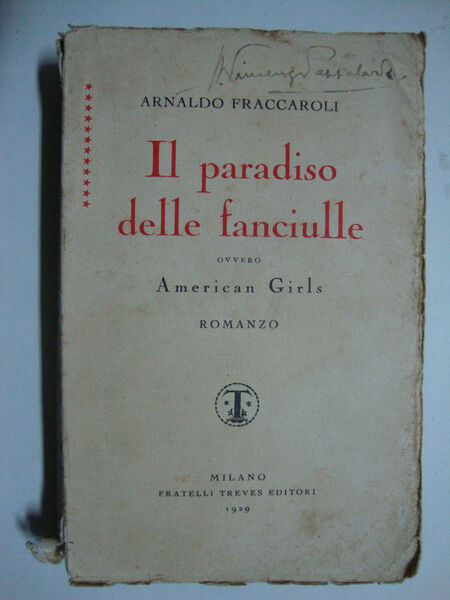 ARNALDO FRACCAROLI
Il paradiso
delle fanciulle
OVVERO
American Girls
ROMANZO
T
MILANO
FRATELLI TREVES EDITORI
1929